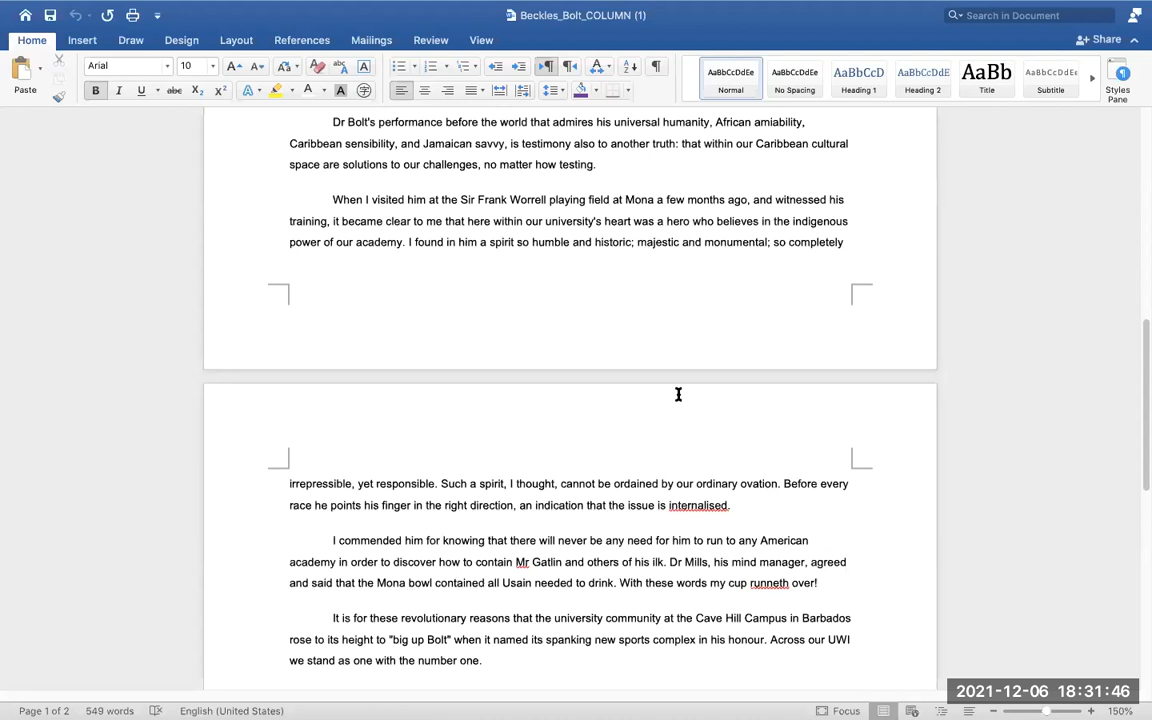 Beckles_Bolt_COLUMN (1)
Search in Document
Home Insert Draw Design Layout References Mailings Review View
Share
Arial 10
AaBbCcDdEe AaBbCcDdEe AaBbCcD AaBbCcDdE AaBb AaBbCcDdEe
Paste
Normal No Spacing Heading 1 Heading 2 Title Subtitle
Styles
Pane
Dr Bolt's performance before the world that admires his universal humanity, African amiability,
Caribbean sensibility, and Jamaican savvy, is testimony also to another truth: that within our Caribbean cultural
space are solutions to our challenges, no matter how testing.
When I visited him at the Sir Frank Worrell playing field at Mona a few months ago, and witnessed his
training, it became clear to me that here within our university's heart was a hero who believes in the indigenous
power of our academy. I found in him a spirit so humble and historic; majestic and monumental; so completely
irrepressible, yet responsible. Such a spirit, I thought, cannot be ordained by our ordinary ovation. Before every
race he points his finger in the right direction, an indication that the issue is internalised.
I commended him for knowing that there will never be any need for him to run to any American
academy in order to discover how to contain Mr Gatlin and others of his ilk. Dr Mills, his mind manager, agreed
and said that the Mona bowl contained all Usain needed to drink. With these words my cup runneth over!
It is for these revolutionary reasons that the university community at the Cave Hill Campus in Barbados
rose to its height to "big up Bolt" when it named its spanking new sports complex in his honour. Across our UWI
we stand as one with the number one.
2021-12-06 18:31:46
Page 1 of 2 549 words English (United States) Focus 150%